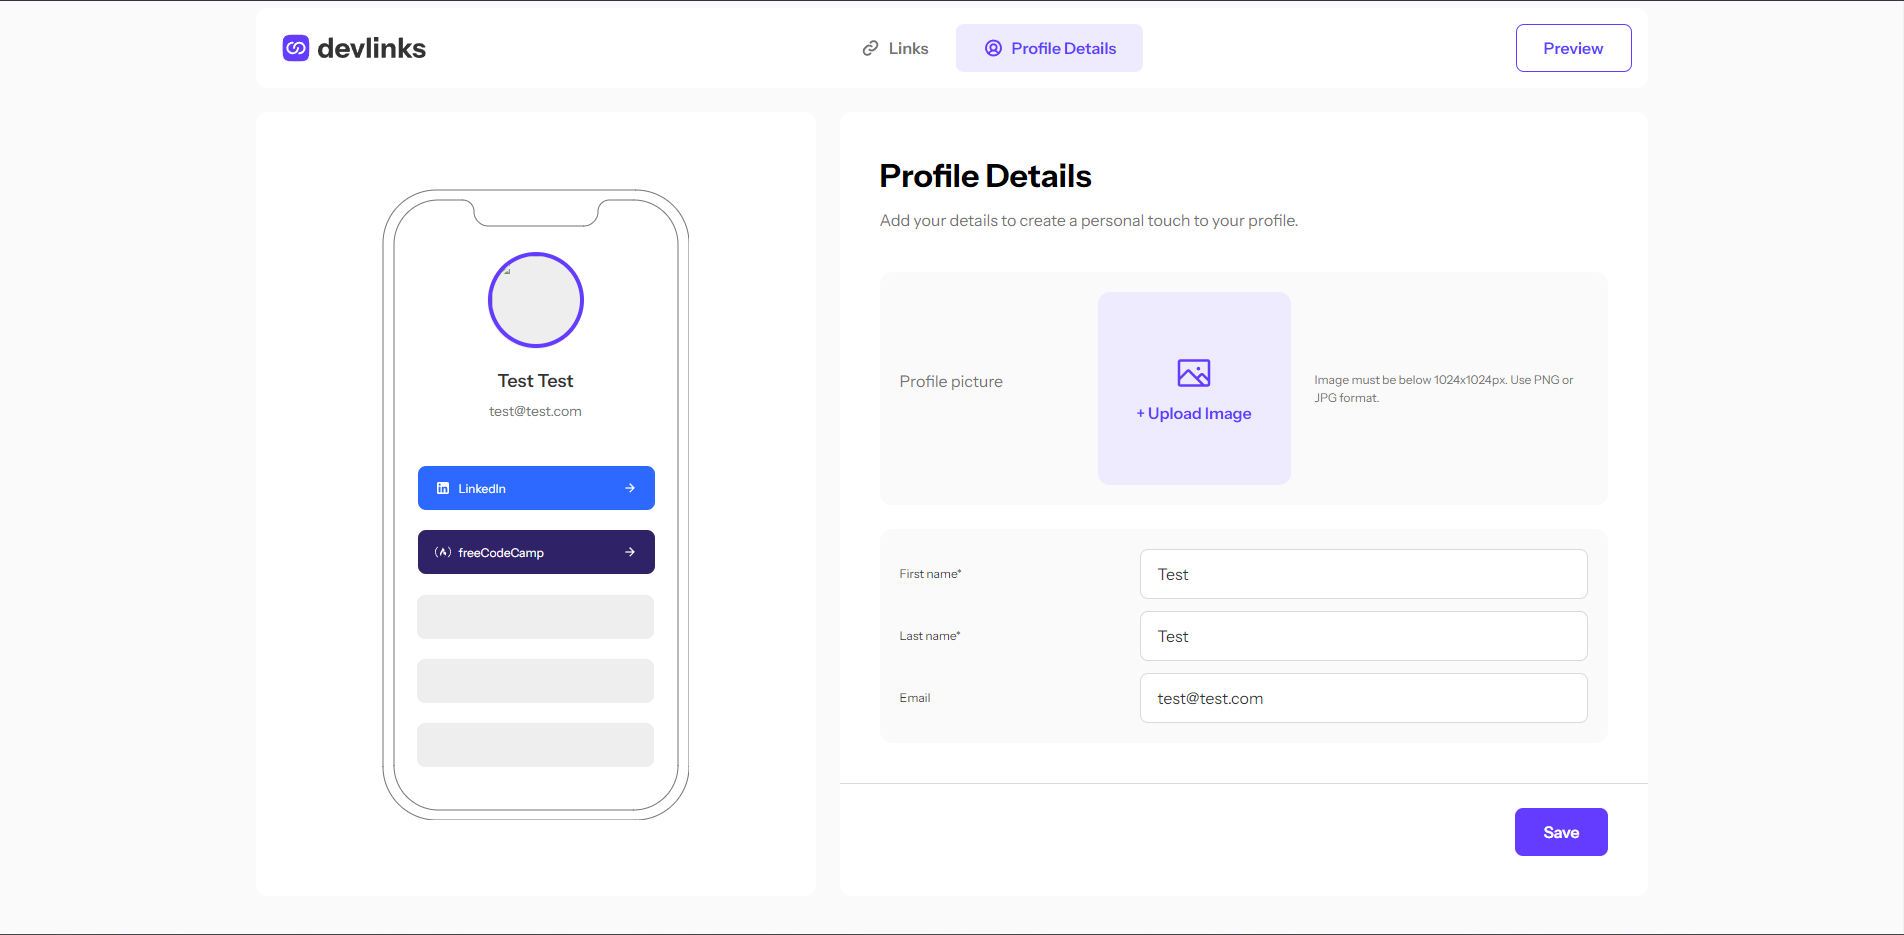 devlinks
Links
Profile Details
Preview
Test Test
test@test.com
LinkedIn
freeCodeCamp
Profile Details
Add your details to create a personal touch to your profile.
Profile picture
+ Upload Image
Image must be below 1024x1024px. Use PNG or
JPG format.
First name*
Test
Last name*
Test
Email
test@test.com
Save